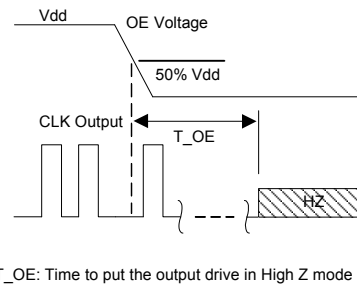 Vdd
OE Voltage
50% Vdd
CLK Output
T_OE
HZ
T_OE: Time to put the output drive in High Z mode